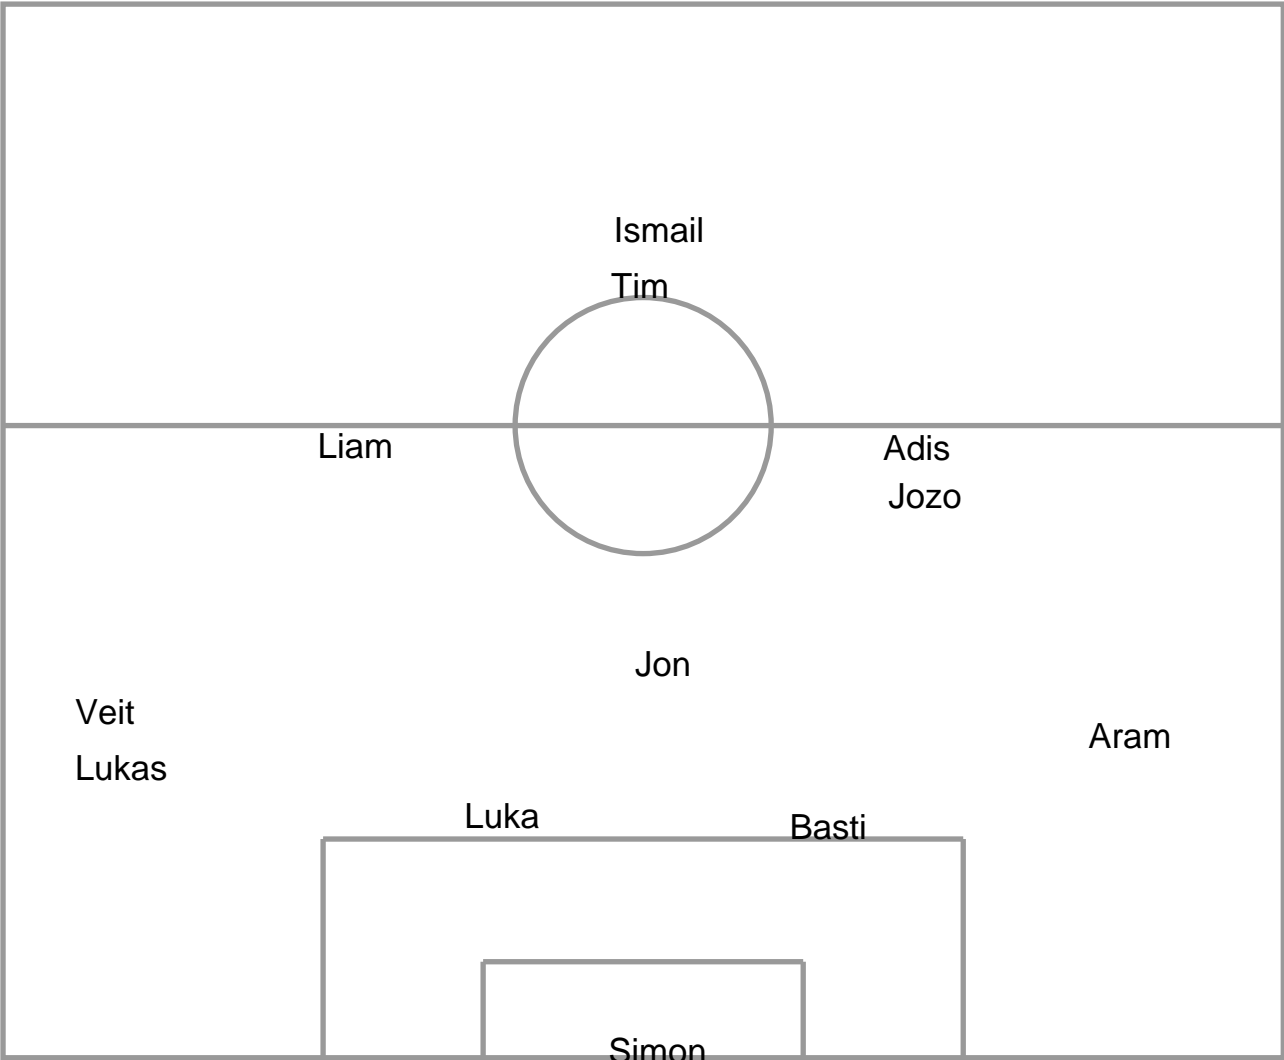 Ismail
Tim
Liam
Adis
Jozo
Jon
Veit
Aram
Lukas
Luka
Basti
Simon